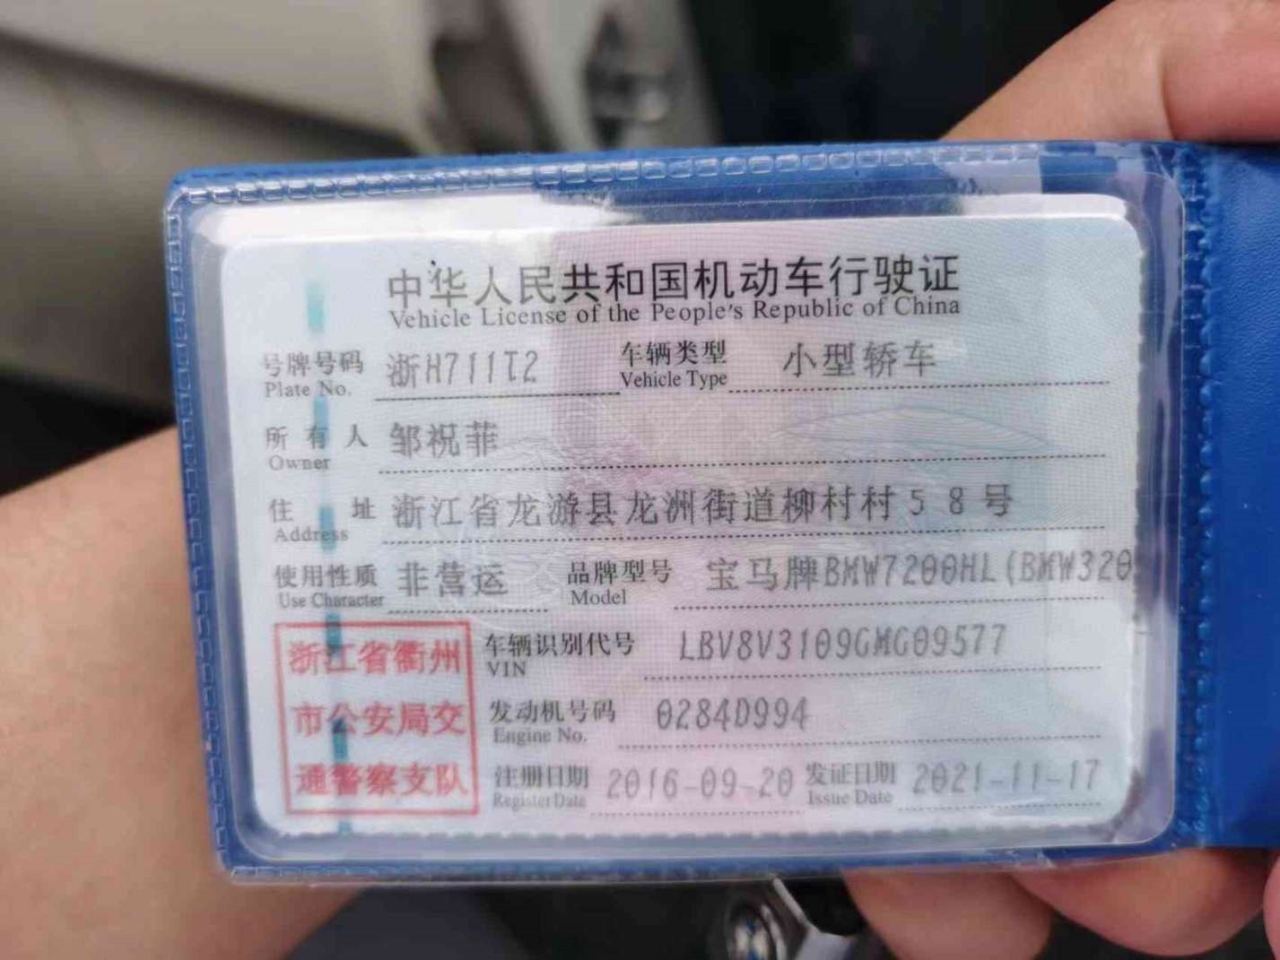 中华人民共和国机动车行驶证
Vehicle License of the People's Republic of China
号牌号码 浙H711T2 车辆类型 小型轿车
Plate No. Vehicle Type
所有人 邹祝菲
Owner
住址 浙江省龙游县龙洲街道柳村村58号
Address
使用性质 非营运 品牌型号 宝马牌BMW7200HL(BMW320
Use Character Model
浙江省衢州
市公安局交
通警察支队
车辆识别代号 LBV8V3109GMG09577
VIN
发动机号码 0284D994
Engine No.
注册日期 2016-09-20 发证日期 2021-11-17
Register Date Issue Date